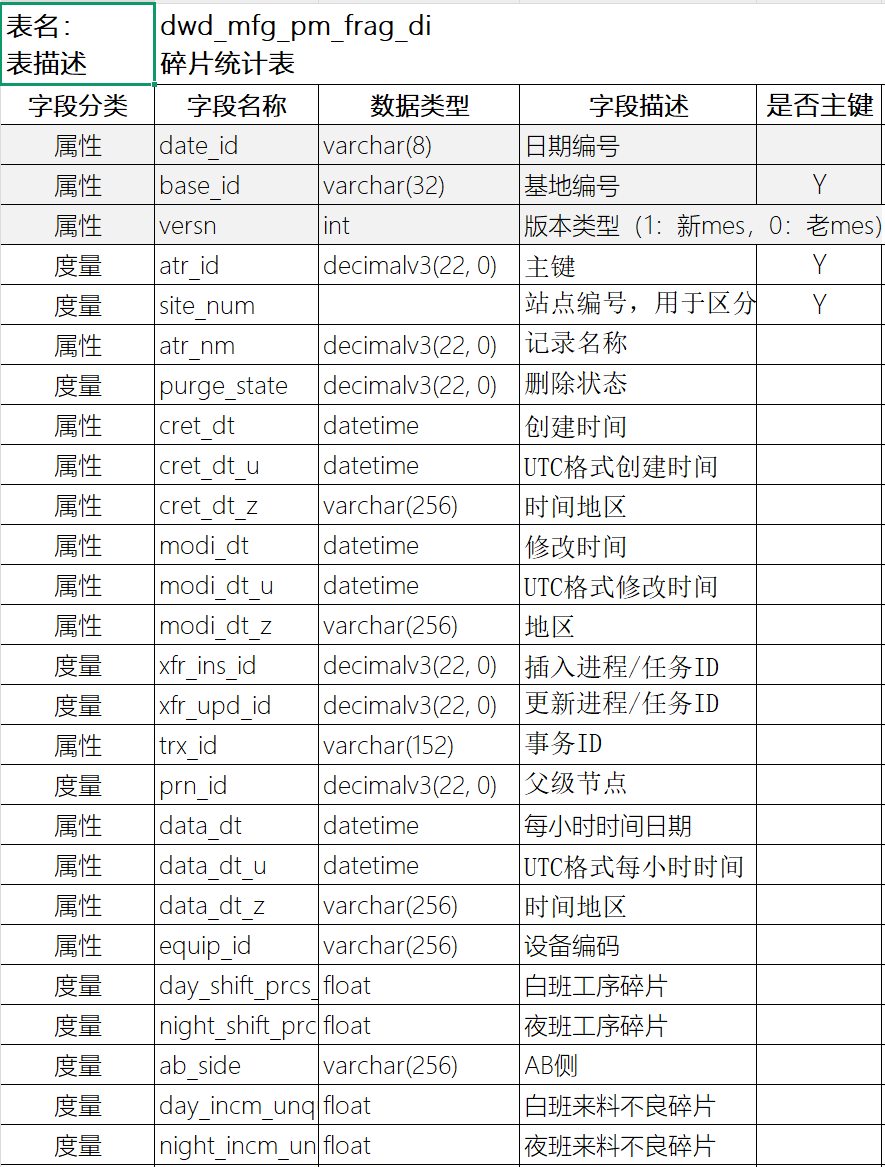 表名： dwd_mfg_pm_frag_di
表描述 碎片统计表
字段分类 字段名称 数据类型 字段描述 是否主键
属性 date_id varchar(8) 日期编号
属性 base_id varchar(32) 基地编号 Y
属性 versn int 版本类型（1：新mes，0：老mes)
度量 atr_id decimalv3(22, 0) 主键 Y
度量 site_num 站点编号，用于区分 Y
属性 atr_nm decimalv3(22, 0) 记录名称
度量 purge_state decimalv3(22, 0) 删除状态
属性 cret_dt datetime 创建时间
属性 cret_dt_u datetime UTC格式创建时间
属性 cret_dt_z varchar(256) 时间地区
属性 modi_dt datetime 修改时间
属性 modi_dt_u datetime UTC格式修改时间
属性 modi_dt_z varchar(256) 地区
度量 xfr_ins_id decimalv3(22, 0) 插入进程/任务ID
度量 xfr_upd_id decimalv3(22, 0) 更新进程/任务ID
属性 trx_id varchar(152) 事务ID
度量 prn_id decimalv3(22, 0) 父级节点
属性 data_dt datetime 每小时时间日期
属性 data_dt_u datetime UTC格式每小时时间
属性 data_dt_z varchar(256) 时间地区
属性 equip_id varchar(256) 设备编码
度量 day_shift_prcs_ float 白班工序碎片
度量 night_shift_prc float 夜班工序碎片
度量 ab_side varchar(256) AB侧
度量 day_incm_unq float 白班来料不良碎片
度量 night_incm_un float 夜班来料不良碎片